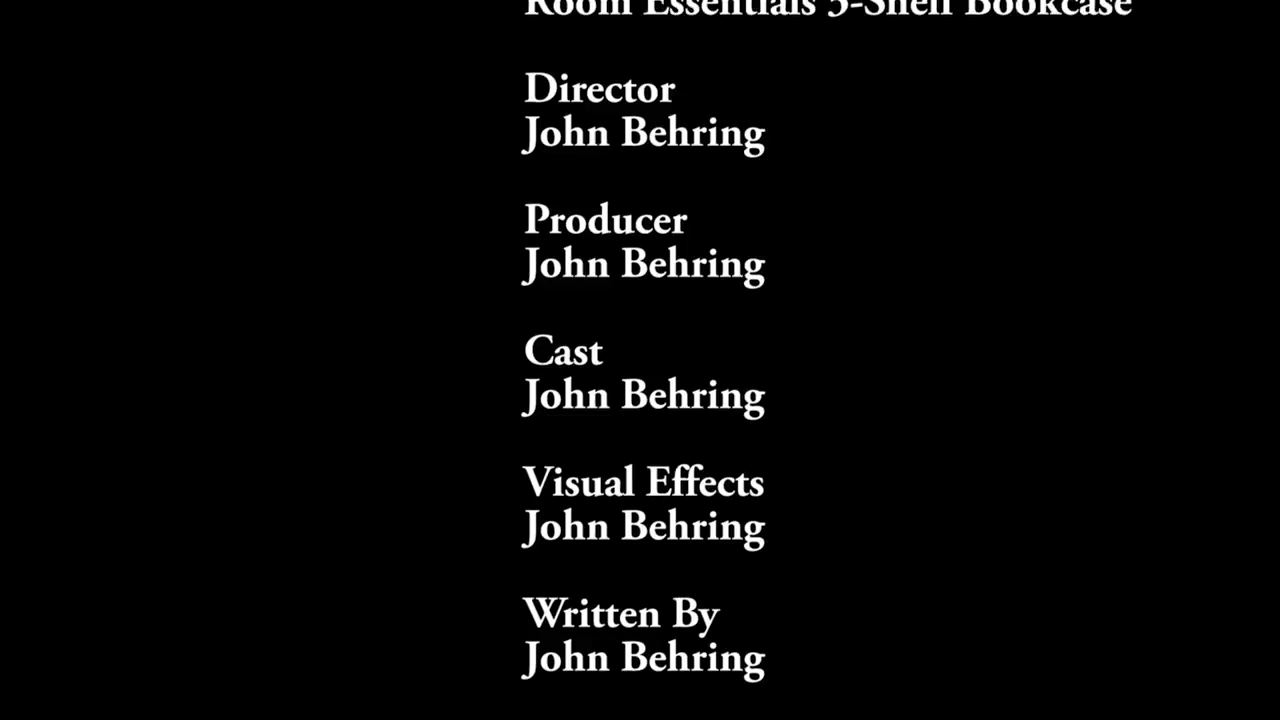 Room Essentials 5-Shelf Bookcase
Director
John Behring
Producer
John Behring
Cast
John Behring
Visual Effects
John Behring
Written By
John Behring